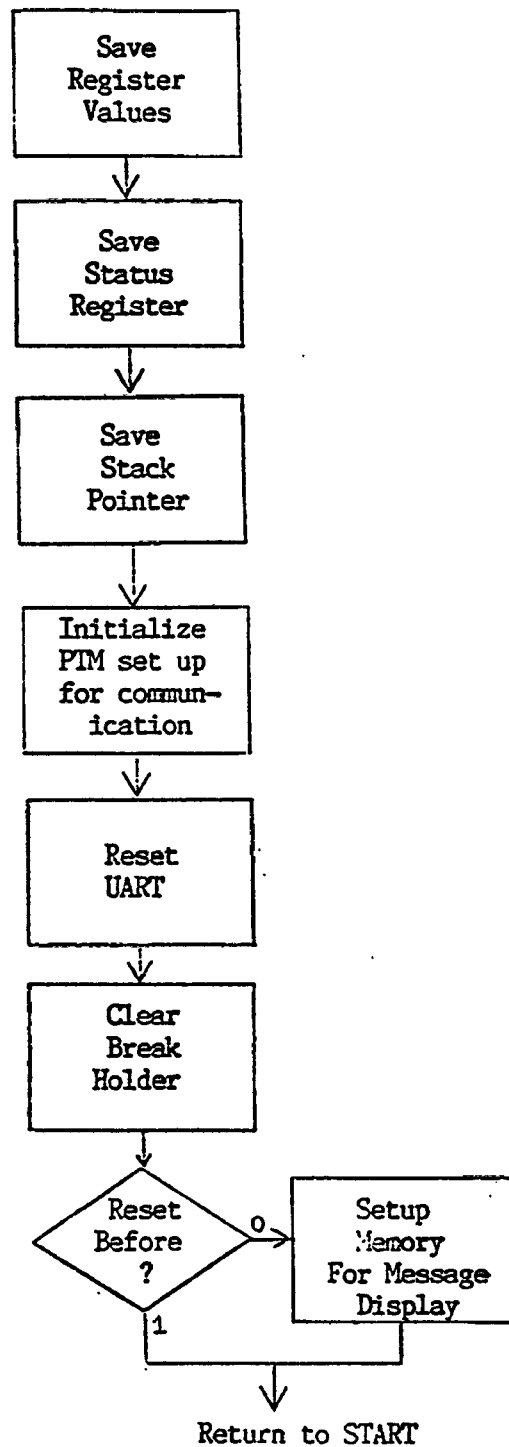 Save
Register
Values
Save
Status
Register
Save
Stack
Pointer
Initialize
PTM set up
for commun-
ication
Reset
UART
Clear
Break
Holder
Reset
Before
?
0
1
Setup
Memory
For Message
Display
Return to START